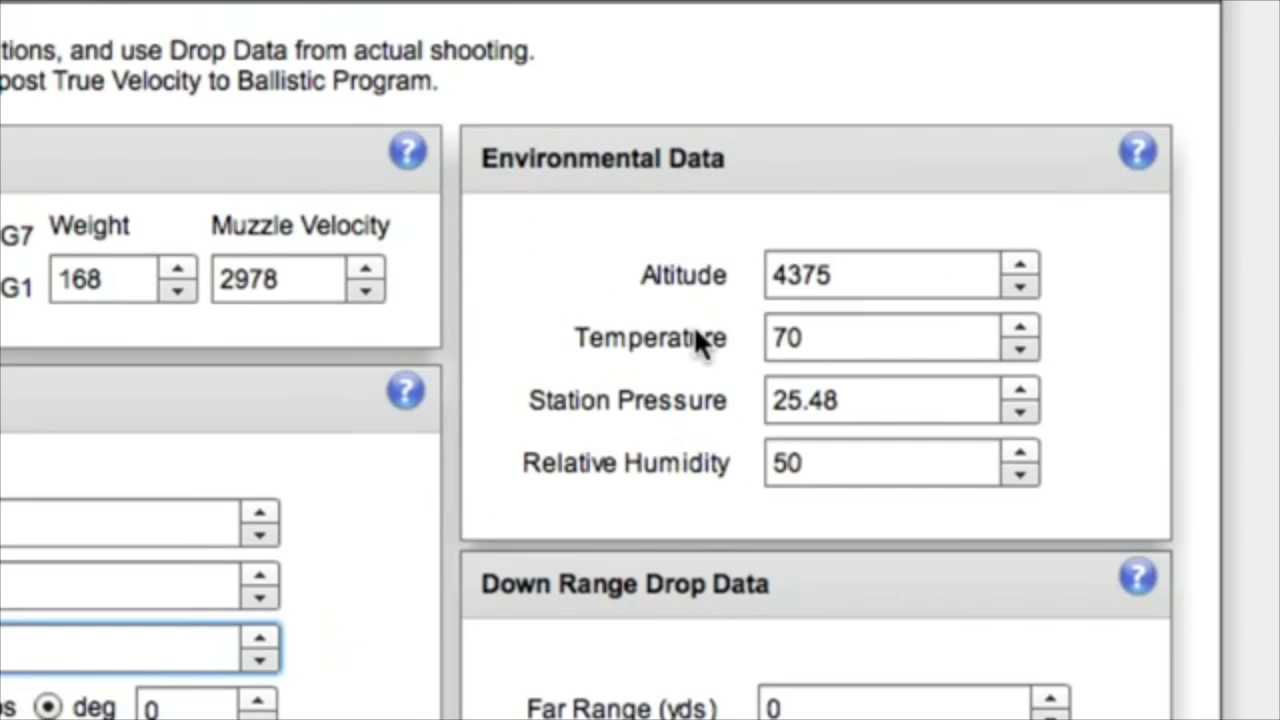 tions, and use Drop Data from actual shooting.
post True Velocity to Ballistic Program.
G7 Weight Muzzle Velocity
G1 168 2978
Environmental Data
Altitude 4375
Temperature 70
Station Pressure 25.48
Relative Humidity 50
deg 0
Down Range Drop Data
Far Range (yds) 0